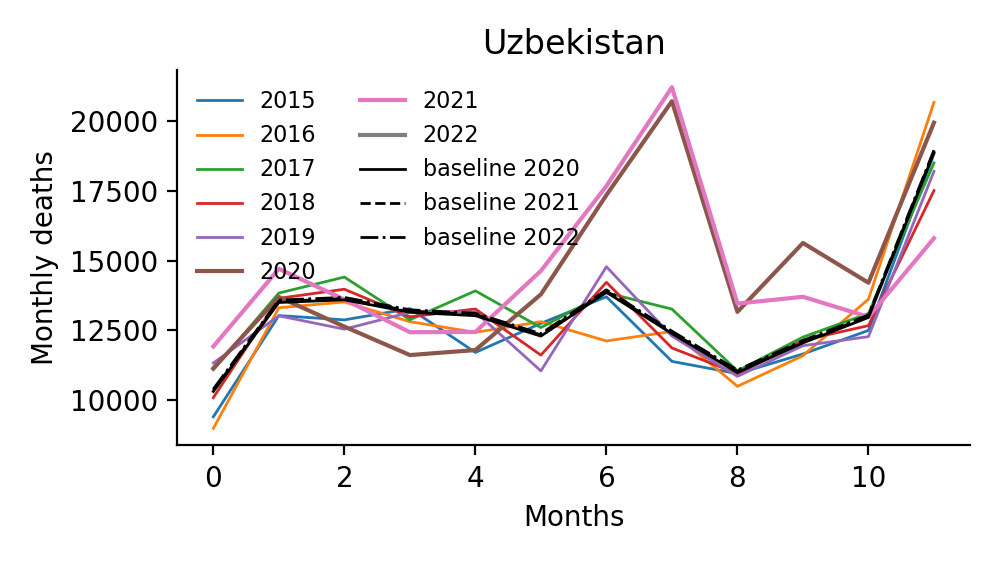 Uzbekistan
Monthly deaths
20000
17500
15000
12500
10000
2015
2016
2017
2018
2019
2020
2021
2022
baseline 2020
baseline 2021
baseline 2022
0 2 4 6 8 10
Months